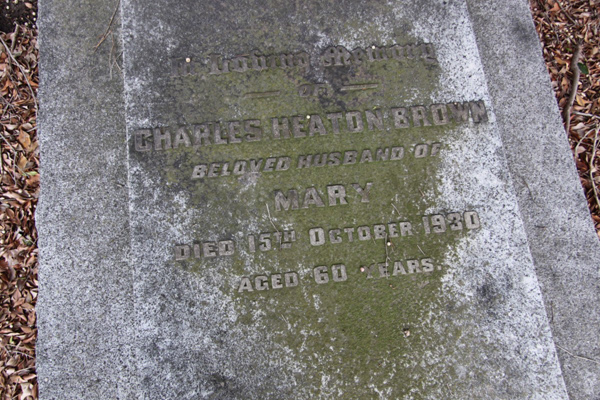 In Loving Memory
OF
CHARLES HEATON BROWN
BELOVED HUSBAND OF
MARY
DIED 15TH OCTOBER 1930
AGED 60 YEARS.